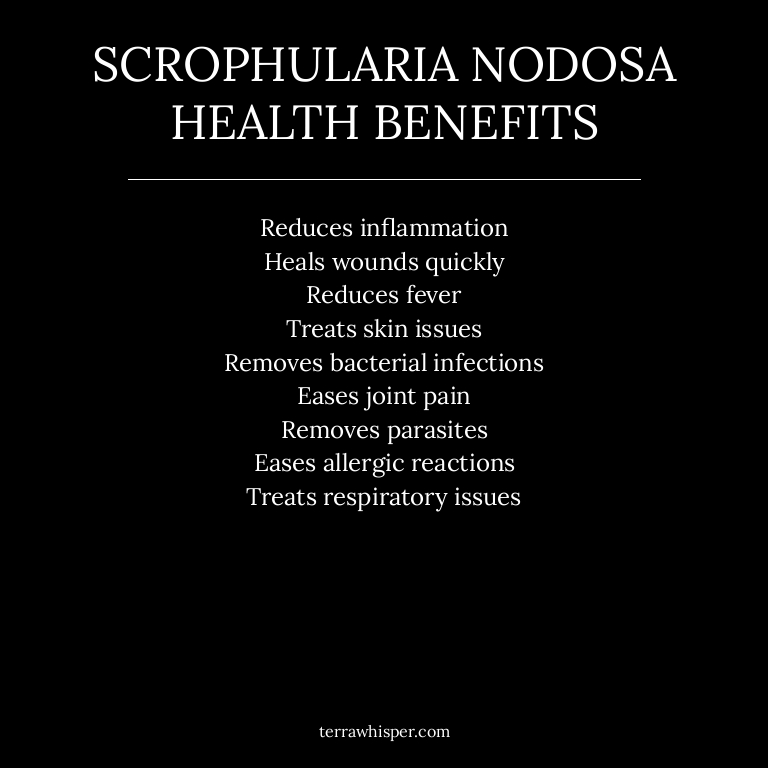 SCROPHULARIA NODOSA
HEALTH BENEFITS
Reduces inflammation
Heals wounds quickly
Reduces fever
Treats skin issues
Removes bacterial infections
Eases joint pain
Removes parasites
Eases allergic reactions
Treats respiratory issues
terrawhisper.com